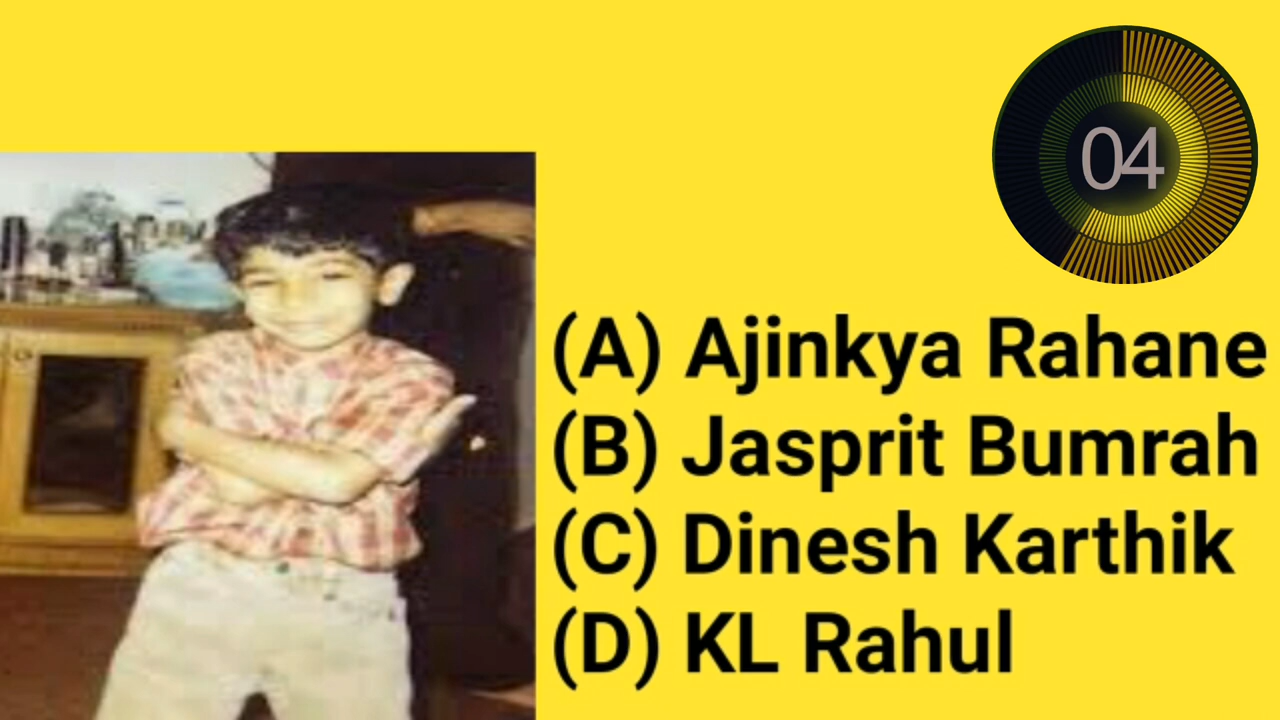 04
(A) Ajinkya Rahane
(B) Jasprit Bumrah
(C) Dinesh Karthik
(D) KL Rahul